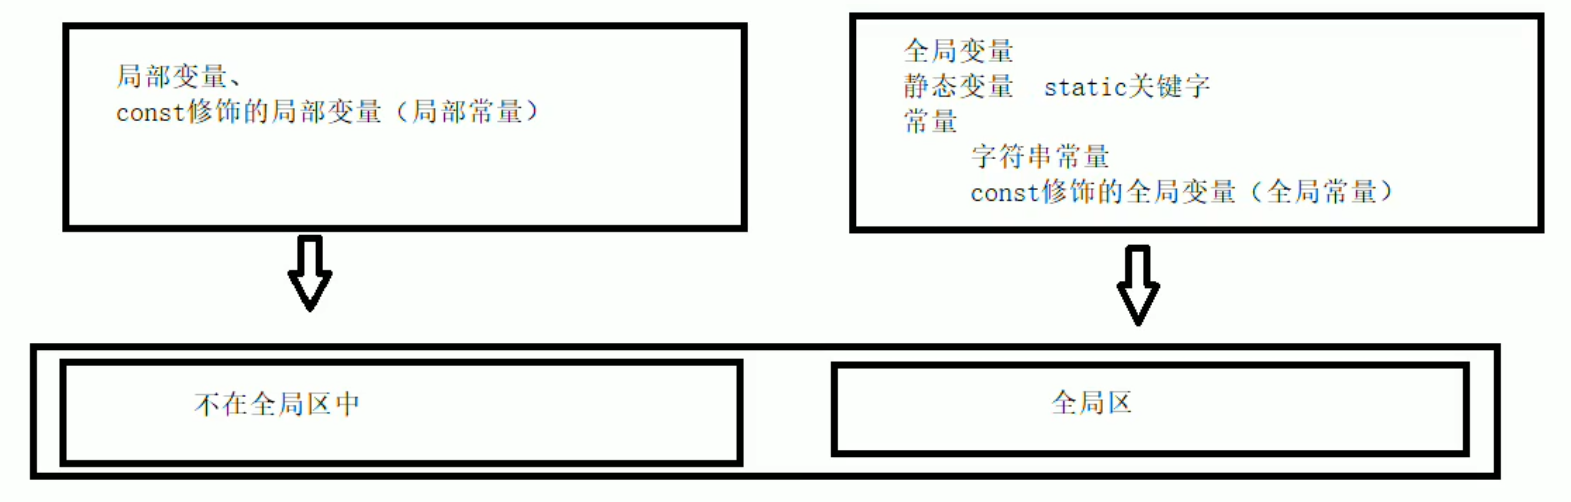 局部变量、
const修饰的局部变量（局部常量）
全局变量
静态变量 static关键字
常量
字符串常量
const修饰的全局变量（全局常量）
不在全局区中
全局区